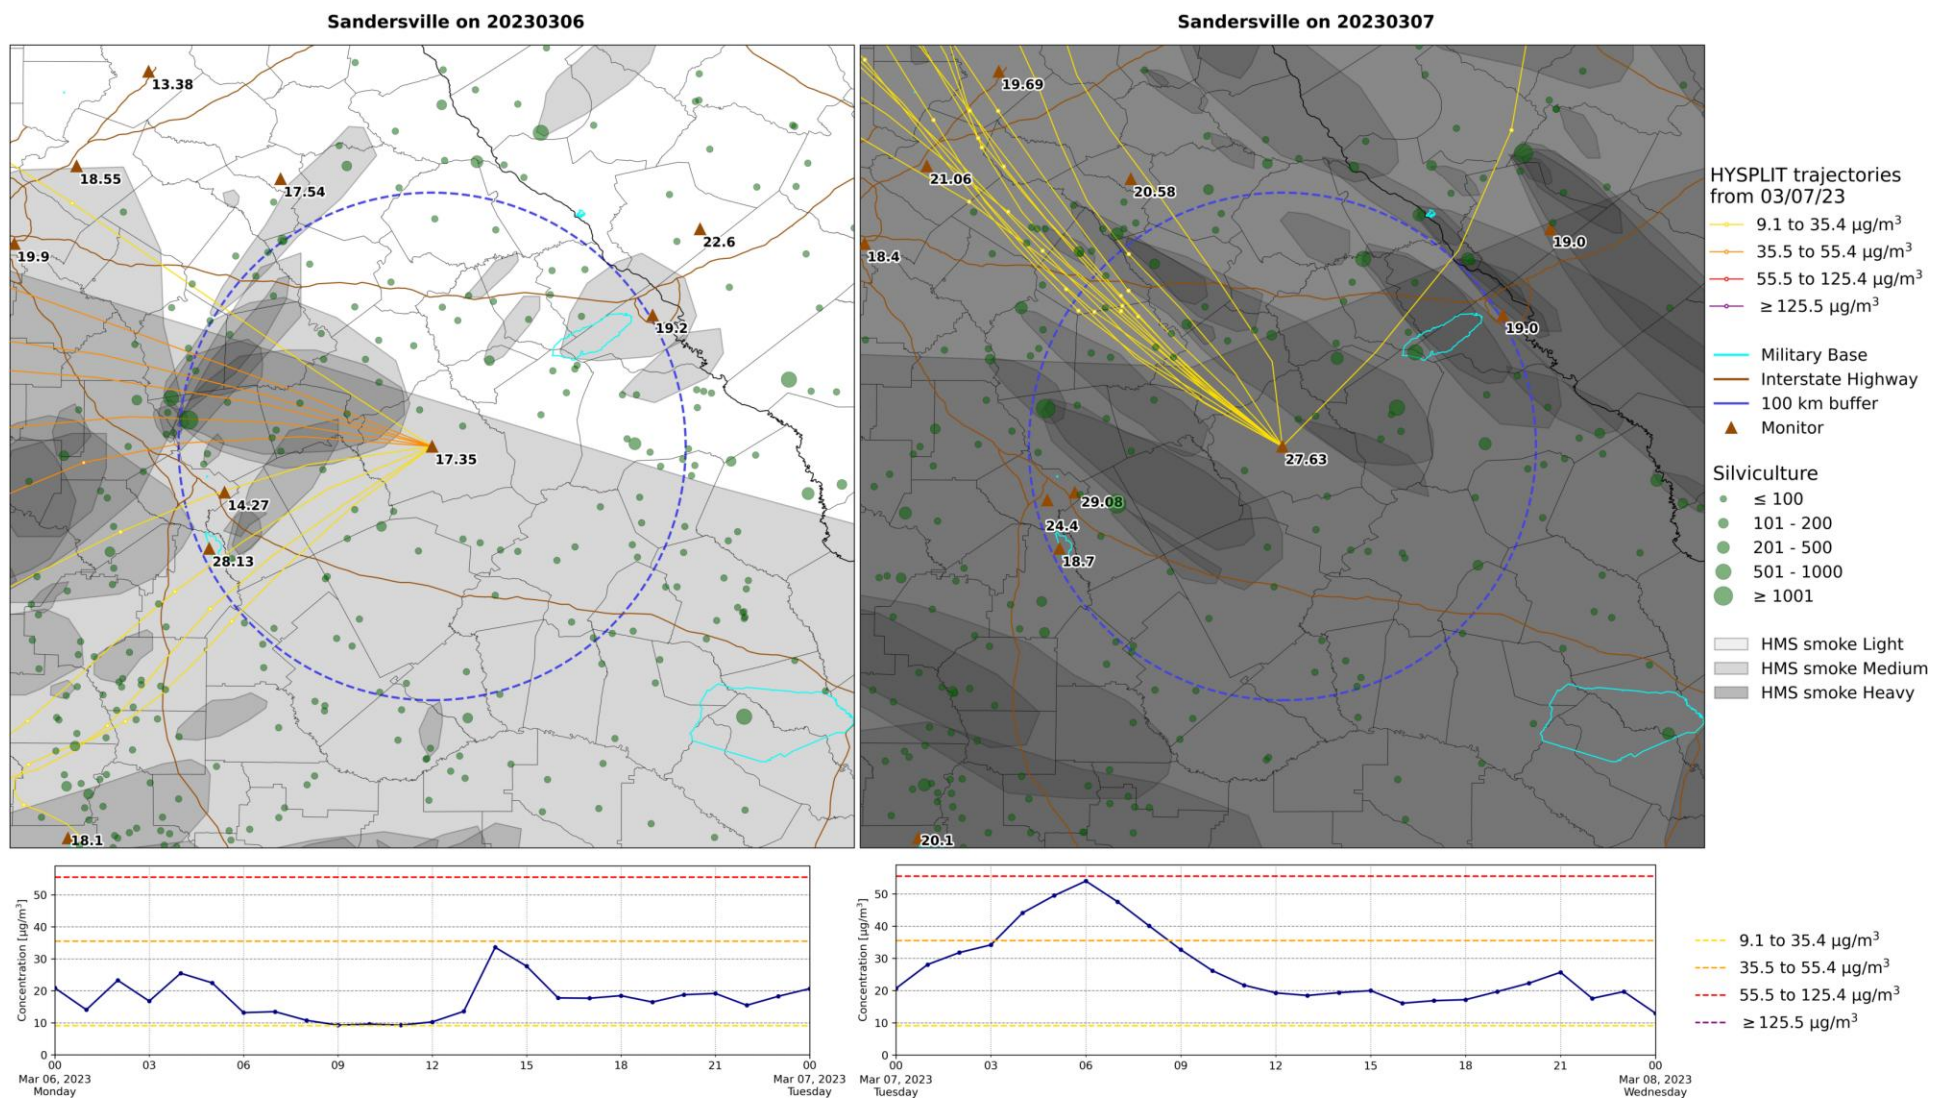 Sandersville on 20230306
13.38
18.55
17.54
19.9
22.6
19.2
17.35
14.27
28.13
18.1
Sandersville on 20230307
19.69
21.06
20.58
18.4
19.0
19.0
27.63
29.08
24.4
18.7
20.1
HYSPLIT trajectories
from 03/07/23
9.1 to 35.4 µg/m³
35.5 to 55.4 µg/m³
55.5 to 125.4 µg/m³
≥ 125.5 µg/m³
Military Base
Interstate Highway
100 km buffer
Monitor
Silviculture
≤ 100
101 - 200
201 - 500
501 - 1000
≥ 1001
HMS smoke Light
HMS smoke Medium
HMS smoke Heavy
Concentration [µg/m³]
50
40
30
20
10
0
00 03 06 09 12 15 18 21 00
Mar 06, 2023 Mar 07, 2023
Monday Tuesday
Concentration [µg/m³]
50
40
30
20
10
0
00 03 06 09 12 15 18 21 00
Mar 07, 2023 Mar 08, 2023
Tuesday Wednesday
9.1 to 35.4 µg/m³
35.5 to 55.4 µg/m³
55.5 to 125.4 µg/m³
≥ 125.5 µg/m³